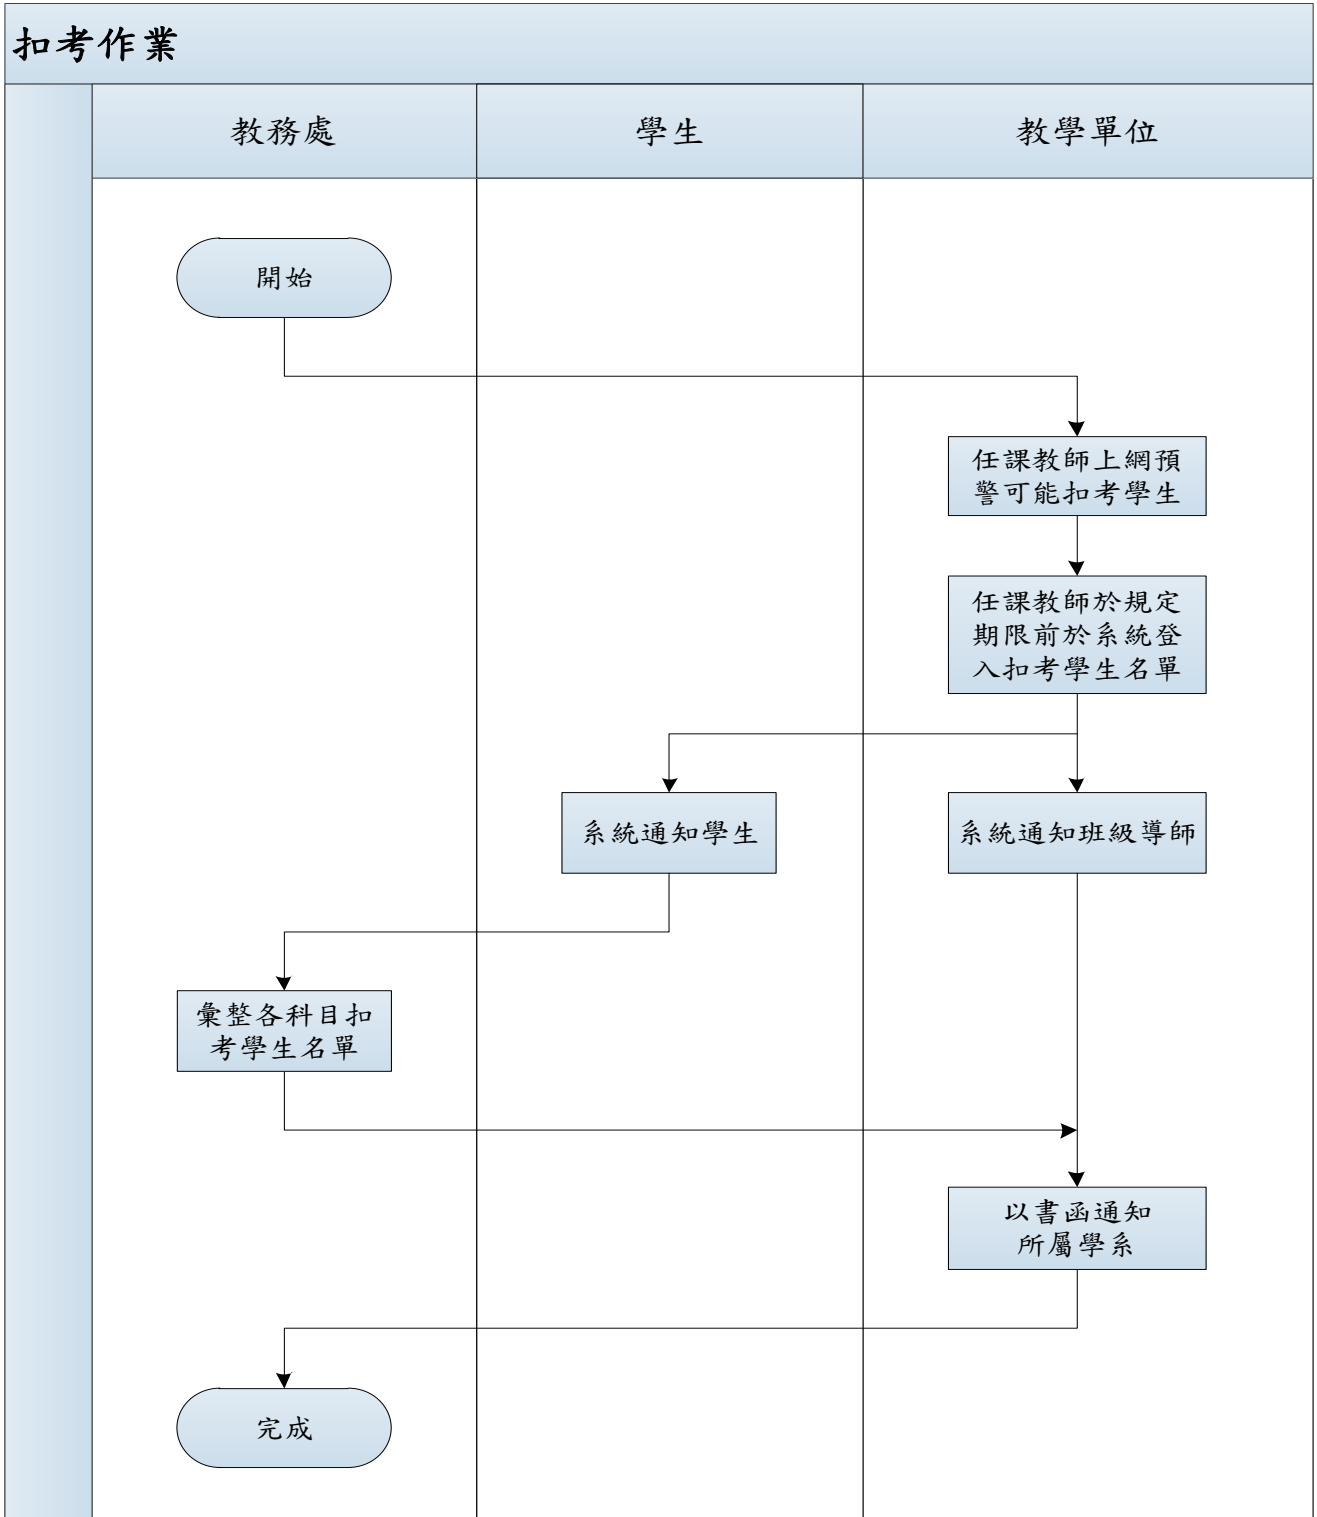 扣考作業
教務處
學生
教學單位
開始
任課教師上網預
警可能扣考學生
任課教師於規定
期限前於系統登
入扣考學生名單
系統通知學生
系統通知班級導師
彙整各科目扣
考學生名單
以書函通知
所屬學系
完成